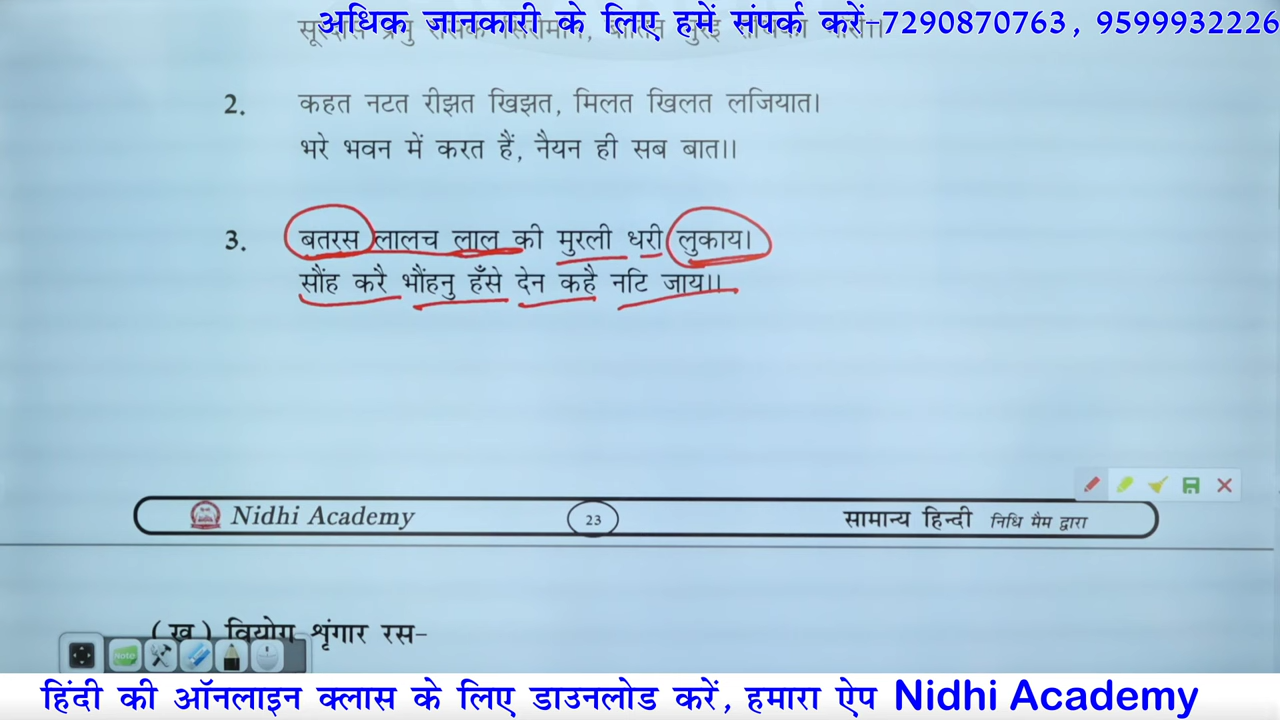 अधिक जानकारी के लिए हमें संपर्क करें-7290870763, 9599932226
सूरदास प्रभु
2. कहत नटत रीझत खिझत, मिलत खिलत लजियात।
भरे भवन में करत हैं, नैयन ही सब बात।।
3. बतरस लालच लाल की मुरली धरी लुकाय।
सौंह करै भौंहनु हँसे देन कहै नटि जाय।।
Nidhi Academy 23 सामान्य हिन्दी निधि मैम द्वारा
(ख) वियोग शृंगार रस-
Note
हिंदी की ऑनलाइन क्लास के लिए डाउनलोड करें, हमारा ऐप Nidhi Academy